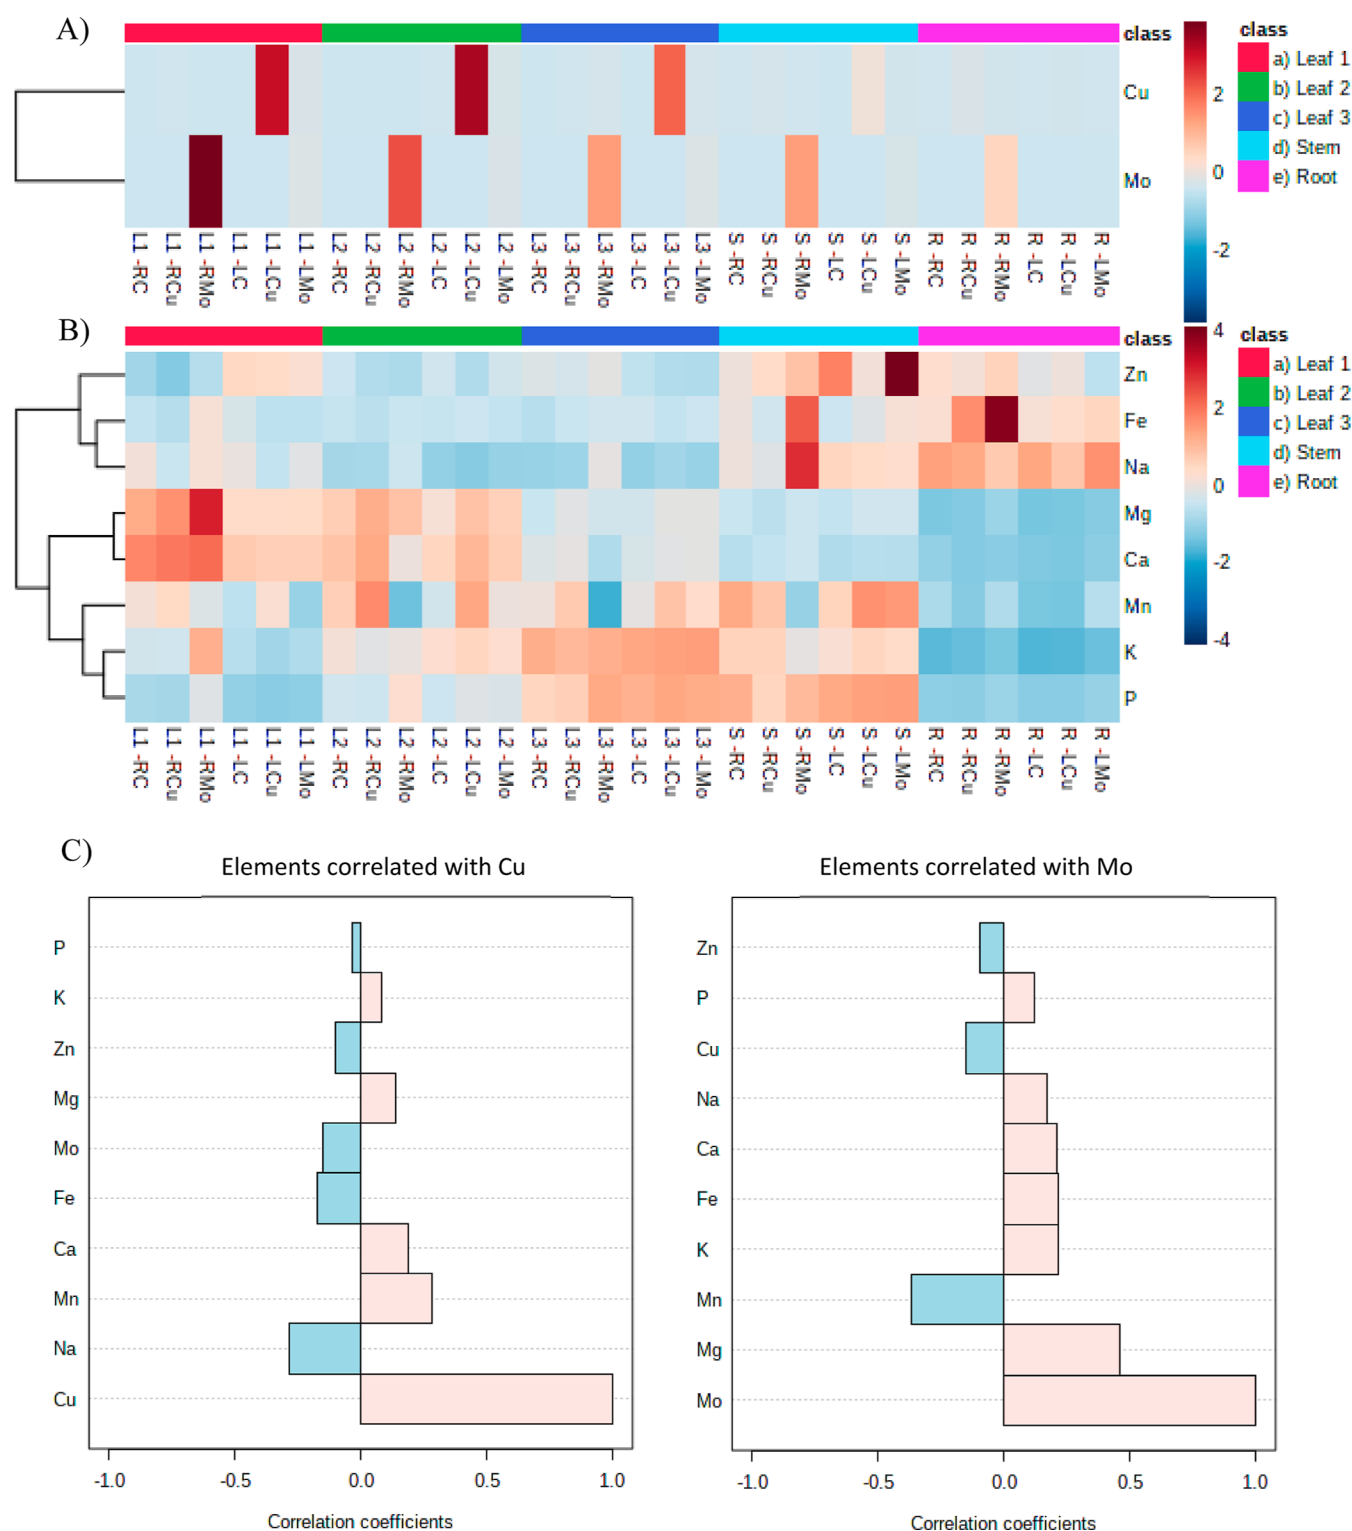 A)
class
Cu
Mo
2
0
-2
class
a) Leaf 1
b) Leaf 2
c) Leaf 3
d) Stem
e) Root
L1 -RC
L1 -RCu
L1 -RMo
L1 -LC
L1 -LCu
L1 -LMo
L2 -RC
L2 -RCu
L2 -RMo
L2 -LC
L2 -LCu
L2 -LMo
L3 -RC
L3 -RCu
L3 -RMo
L3 -LC
L3 -LCu
L3 -LMo
S -RC
S -RCu
S -RMo
S -LC
S -LCu
S -LMo
R -RC
R -RCu
R -RMo
R -LC
R -LCu
R -LMo
B)
class
Zn
Fe
Na
Mg
Ca
Mn
K
P
4
2
0
-2
-4
class
a) Leaf 1
b) Leaf 2
c) Leaf 3
d) Stem
e) Root
L1 -RC
L1 -RCu
L1 -RMo
L1 -LC
L1 -LCu
L1 -LMo
L2 -RC
L2 -RCu
L2 -RMo
L2 -LC
L2 -LCu
L2 -LMo
L3 -RC
L3 -RCu
L3 -RMo
L3 -LC
L3 -LCu
L3 -LMo
S -RC
S -RCu
S -RMo
S -LC
S -LCu
S -LMo
R -RC
R -RCu
R -RMo
R -LC
R -LCu
R -LMo
C)
Elements correlated with Cu
P
K
Zn
Mg
Mo
Fe
Ca
Mn
Na
Cu
-1.0 -0.5 0.0 0.5 1.0
Correlation coefficients
Elements correlated with Mo
Zn
P
Cu
Na
Ca
Fe
K
Mn
Mg
Mo
-1.0 -0.5 0.0 0.5 1.0
Correlation coefficients